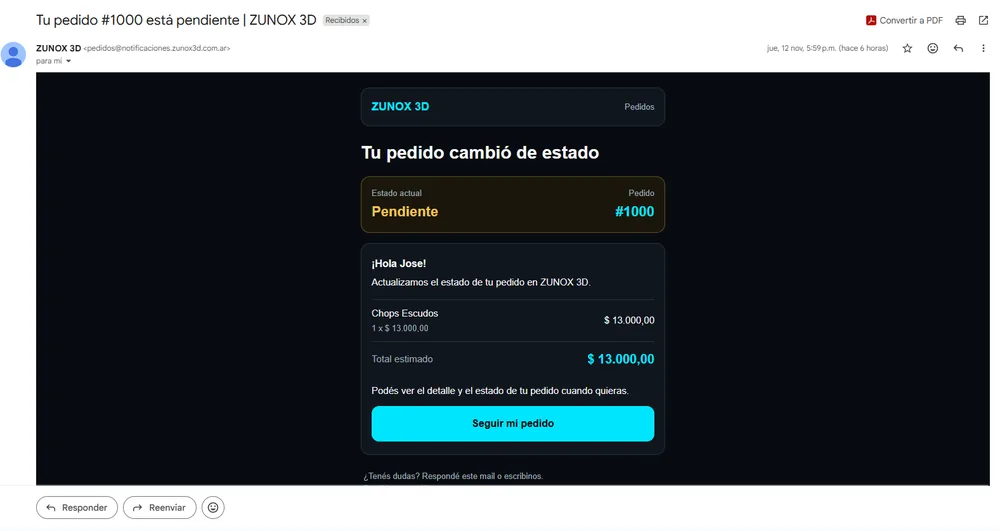 Tu pedido #1000 está pendiente | ZUNOX 3D Recibidos ×
Convertir a PDF
ZUNOX 3D <pedidos@notificaciones.zunox3d.com.ar>
jue, 12 nov, 5:59 p.m. (hace 6 horas)
para mí
ZUNOX 3D Pedidos
Tu pedido cambió de estado
Estado actual Pedido
Pendiente #1000
¡Hola Jose!
Actualizamos el estado de tu pedido en ZUNOX 3D.
Chops Escudos
$ 13.000,00
1 x $ 13.000,00
Total estimado $ 13.000,00
Podés ver el detalle y el estado de tu pedido cuando quieras.
Seguir mi pedido
¿Tenés dudas? Respondé este mail o escribinos.
Responder Reenviar